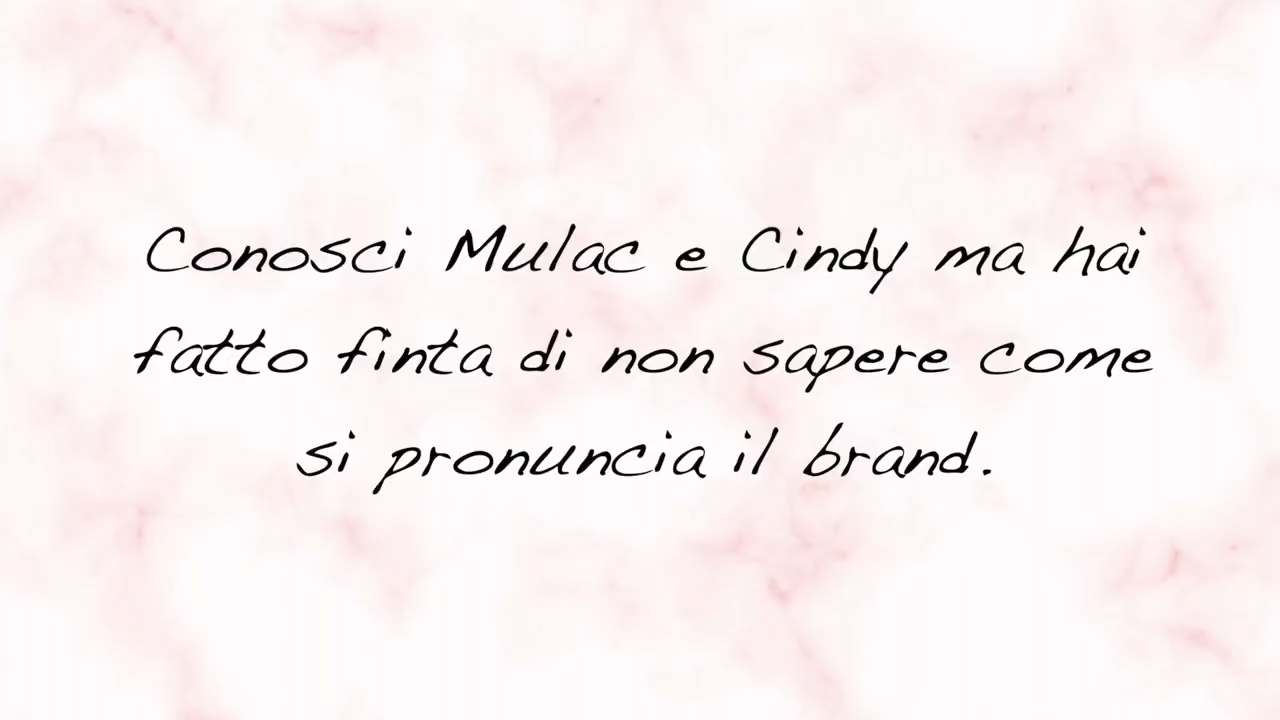 Conosci Mulac e Cindy ma hai
fatto finta di non sapere come
si pronuncia il brand.